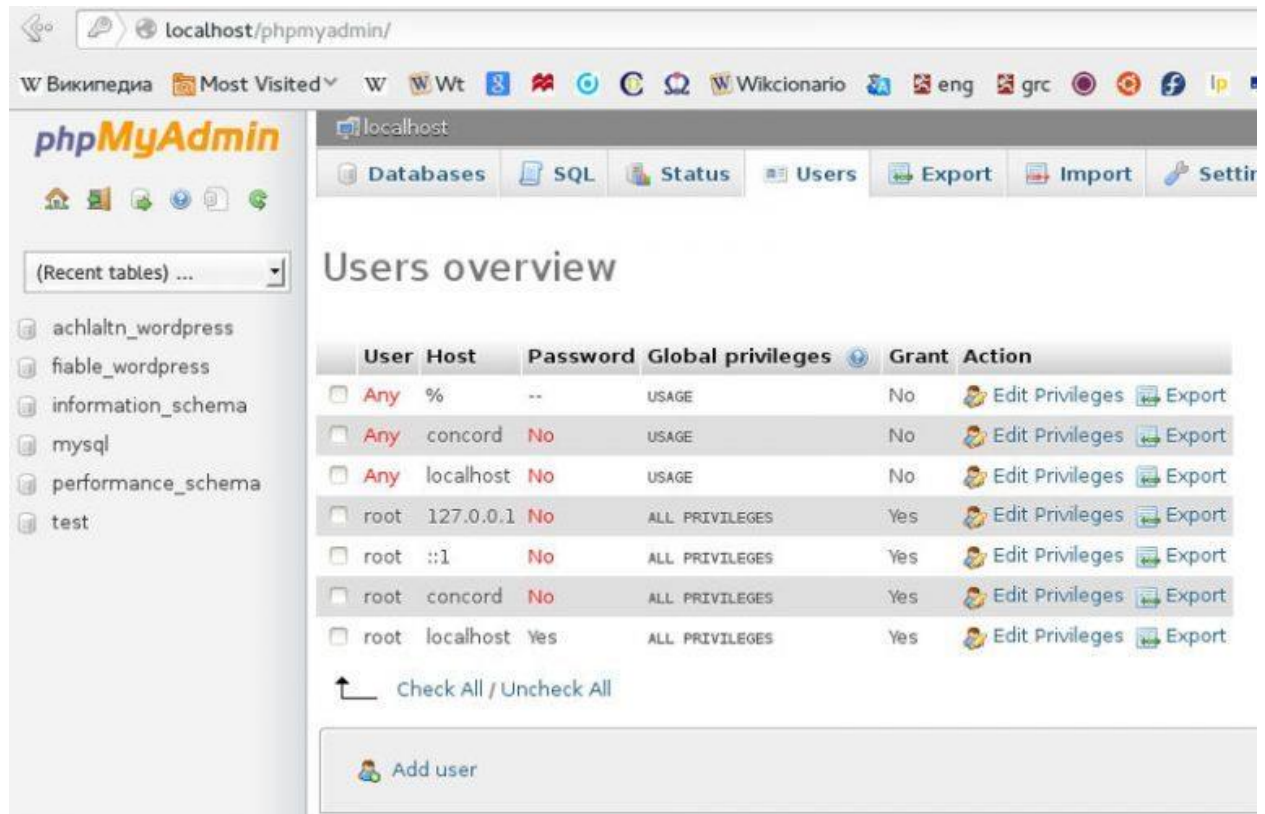 localhost/phpmyadmin/
W Википедия Most Visited W Wt Wikcionario eng grc lp
phpMyAdmin
localhost
Databases SQL Status Users Export Import Settin
(Recent tables) ...
achlaltn_wordpress
fiable_wordpress
information_schema
mysql
performance_schema
test
Users overview
User Host Password Global privileges Grant Action
Any % -- USAGE No Edit Privileges Export
Any concord No USAGE No Edit Privileges Export
Any localhost No USAGE No Edit Privileges Export
root 127.0.0.1 No ALL PRIVILEGES Yes Edit Privileges Export
root ::1 No ALL PRIVILEGES Yes Edit Privileges Export
root concord No ALL PRIVILEGES Yes Edit Privileges Export
root localhost Yes ALL PRIVILEGES Yes Edit Privileges Export
Check All / Uncheck All
Add user